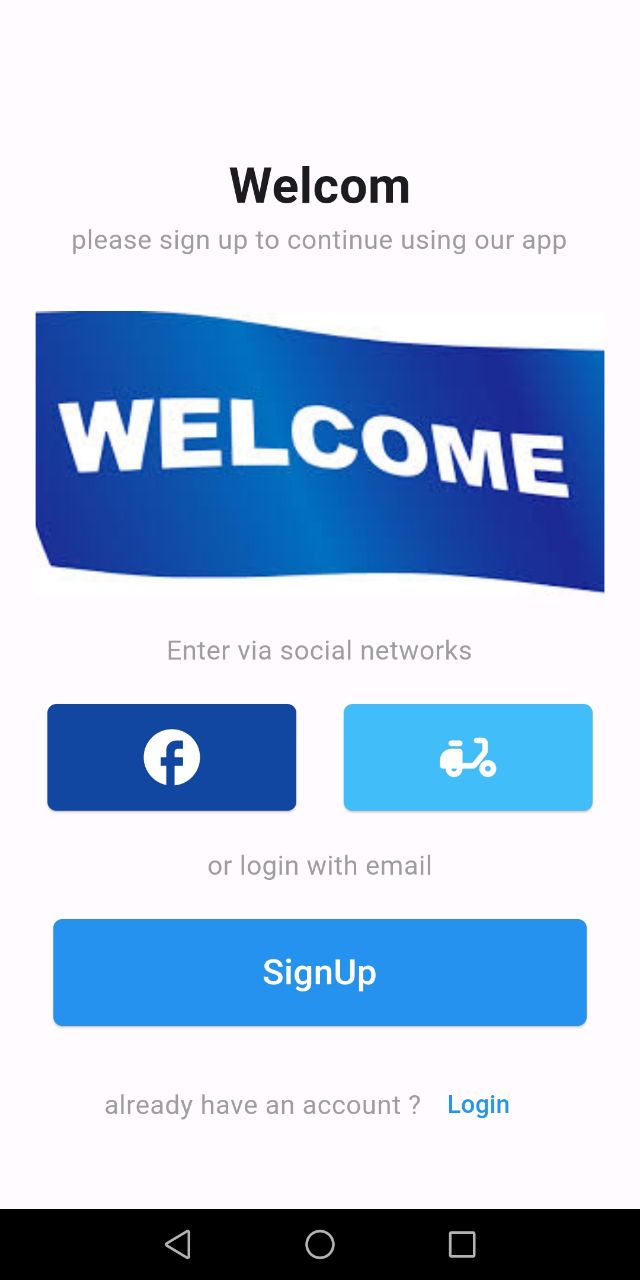 Welcom
please sign up to continue using our app
WELCOME
Enter via social networks
or login with email
SignUp
already have an account ? Login